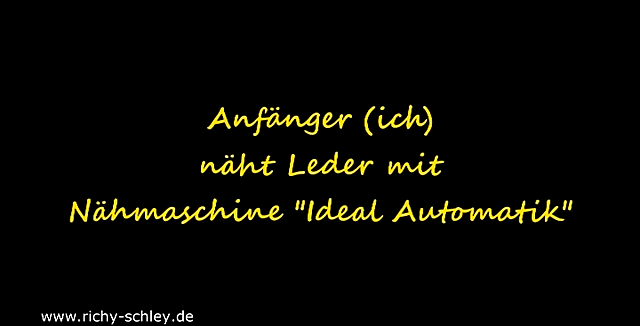 Anfänger (ich)
näht Leder mit
Nähmaschine "Ideal Automatik"
www.richy-schley.de